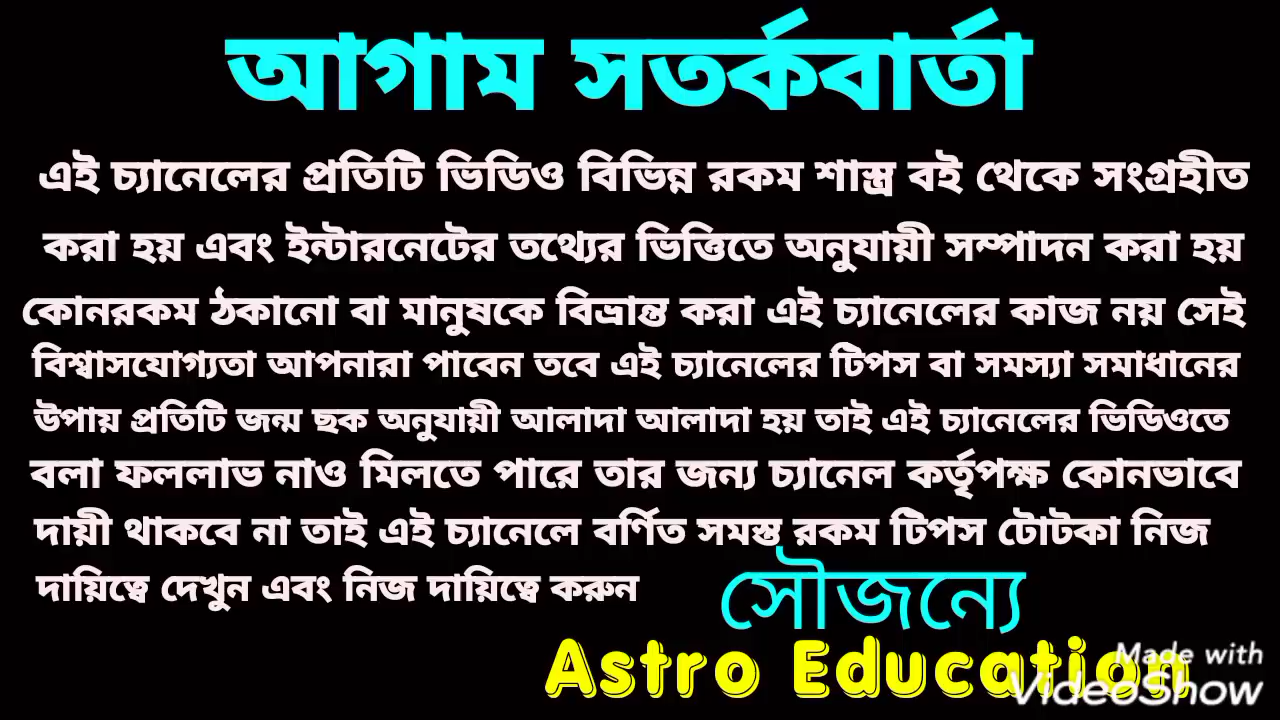 আগাম সতর্কবার্তা
এই চ্যানেলের প্রতিটি ভিডিও বিভিন্ন রকম শাস্ত্র বই থেকে সংগ্রহীত
করা হয় এবং ইন্টারনেটের তথ্যের ভিত্তিতে অনুযায়ী সম্পাদন করা হয়
কোনরকম ঠকানো বা মানুষকে বিভ্রান্ত করা এই চ্যানেলের কাজ নয় সেই
বিশ্বাসযোগ্যতা আপনারা পাবেন তবে এই চ্যানেলের টিপস বা সমস্যা সমাধানের
উপায় প্রতিটি জন্ম ছক অনুযায়ী আলাদা আলাদা হয় তাই এই চ্যানেলের ভিডিওতে
বলা ফললাভ নাও মিলতে পারে তার জন্য চ্যানেল কর্তৃপক্ষ কোনভাবে
দায়ী থাকবে না তাই এই চ্যানেলে বর্ণিত সমস্ত রকম টিপস টোটকা নিজ
দায়িত্বে দেখুন এবং নিজ দায়িত্বে করুন
সৌজন্যে
Astro Education
Made with
VideoShow